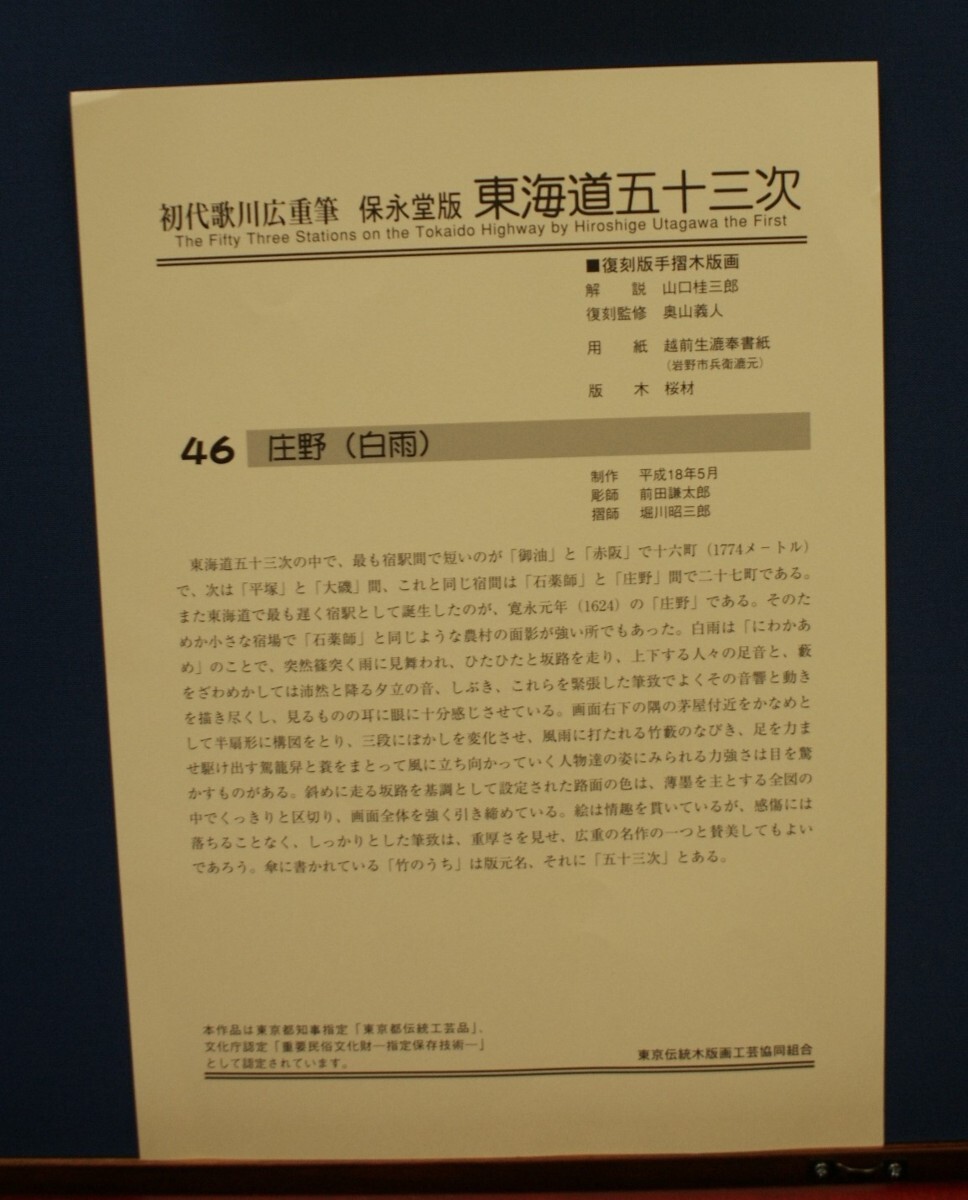 初代歌川広重筆 保永堂版 東海道五十三次
The Fifty Three Stations on the Tokaido Highway by Hiroshige Utagawa the First
■復刻版手摺木版画
解　説 山口桂三郎
復刻監修 奥山義人
用　紙 越前生漉奉書紙
(岩野市兵衛漉元)
版　木 桜材
46 庄野（白雨）
制作 平成18年5月
彫師 前田謙太郎
摺師 堀川昭三郎
東海道五十三次の中で、最も宿駅間で短いのが「御油」と「赤阪」で十六町（1774メートル）
で、次は「平塚」と「大磯」間、これと同じ宿間は「石薬師」と「庄野」間で二十七町である。
また東海道で最も遅く宿駅として誕生したのが、寛永元年（1624）の「庄野」である。そのた
めか小さな宿場で「石薬師」と同じような農村の面影が強い所でもあった。白雨は「にわかあ
め」のことで、突然篠突く雨に見舞われ、ひたひたと坂路を走り、上下する人々の足音と、藪
をざわめかしては沛然と降る夕立の音、しぶき、これらを緊張した筆致でよくその音響と動き
を描き尽くし、見るものの耳に眼に十分感じさせている。画面右下の隅の茅屋付近をかなめと
して半扇形に構図をとり、三段にぼかしを変化させ、風雨に打たれる竹藪のなびき、足を力ま
せ駆け出す駕籠舁と蓑をまとって風に立ち向かっていく人物達の姿にみられる力強さは目を驚
かすものがある。斜めに走る坂路を基調として設定された路面の色は、薄墨を主とする全図の
中でくっきりと区切り、画面全体を強く引き締めている。絵は情趣を貫いているが、感傷には
落ちることなく、しっかりとした筆致は、重厚さを見せ、広重の名作の一つと賛美してもよい
であろう。傘に書かれている「竹のうち」は版元名、それに「五十三次」とある。
本作品は東京都知事指定「東京都伝統工芸品」、
文化庁認定「重要民俗文化財―指定保存技術―」
として認定されています。
東京伝統木版画工芸協同組合